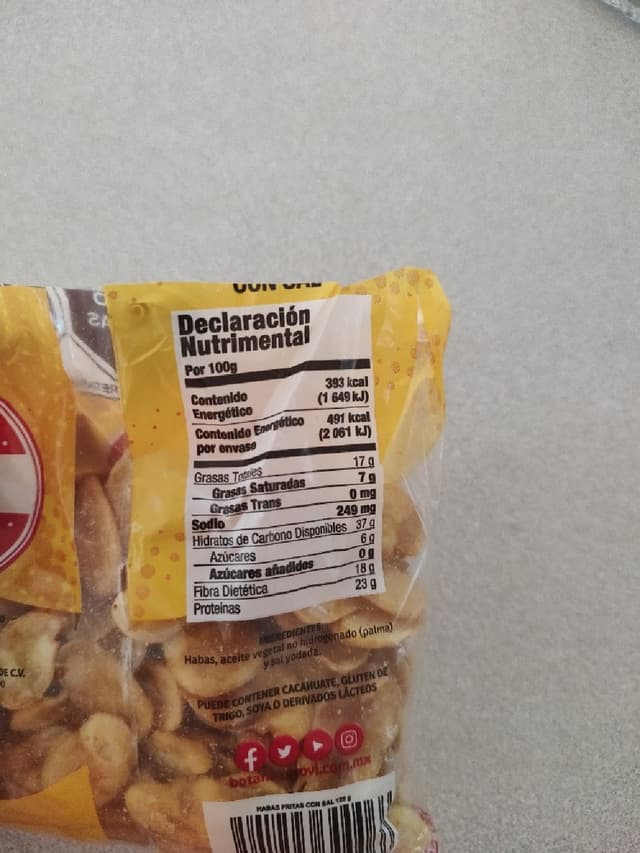 CON SAL
Declaración
Nutrimental
Por 100g
Contenido 393 kcal
Energético (1 649 kJ)
Contenido Energético 491 kcal
por envase (2 061 kJ)
Grasas Totales 17 g
Grasas Saturadas 7 g
Grasas Trans 0 mg
Sodio 249 mg
Hidratos de Carbono Disponibles 37 g
Azúcares 6 g
Azúcares añadidos 0 g
Fibra Dietética 18 g
Proteínas 23 g
INGREDIENTES:
Habas, aceite vegetal no hidrogenado (palma)
y sal yodada.
PUEDE CONTENER CACAHUATE, GLUTEN DE
TRIGO, SOYA O DERIVADOS LÁCTEOS
DE C.V.
HABAS FRITAS CON SAL